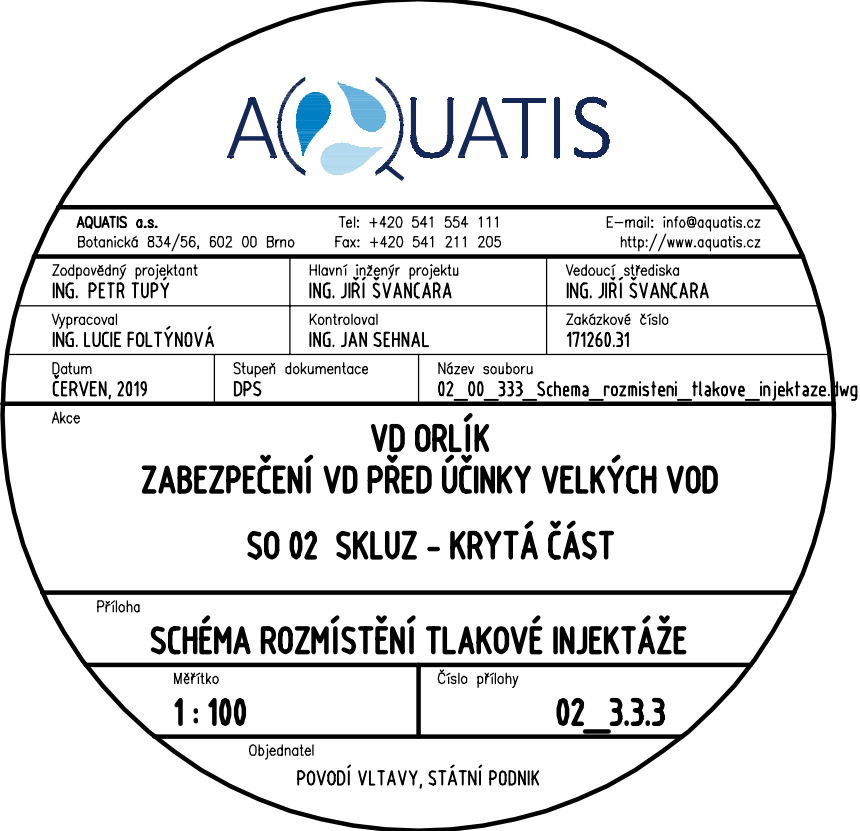 AQUATIS
AQUATIS a.s. Tel: +420 541 554 111 E-mail: info@aquatis.cz
Botanická 834/56, 602 00 Brno Fax: +420 541 211 205 http://www.aquatis.cz
Zodpovědný projektant Hlavní inženýr projektu Vedoucí střediska
ING. PETR TUPÝ ING. JIŘÍ ŠVANCARA ING. JIŘÍ ŠVANCARA
Vypracoval Kontroloval Zakázkové číslo
ING. LUCIE FOLTÝNOVÁ ING. JAN SEHNAL 171260.31
Datum Stupeň dokumentace Název souboru
ČERVEN, 2019 DPS 02_00_333_Schema_rozmisteni_tlakove_injektaze.dwg
Akce
VD ORLÍK
ZABEZPEČENÍ VD PŘED ÚČINKY VELKÝCH VOD
SO 02 SKLUZ - KRYTÁ ČÁST
Příloha
SCHÉMA ROZMÍSTĚNÍ TLAKOVÉ INJEKTÁŽE
Měřítko Číslo přílohy
1 : 100 02_3.3.3
Objednatel
POVODÍ VLTAVY, STÁTNÍ PODNIK